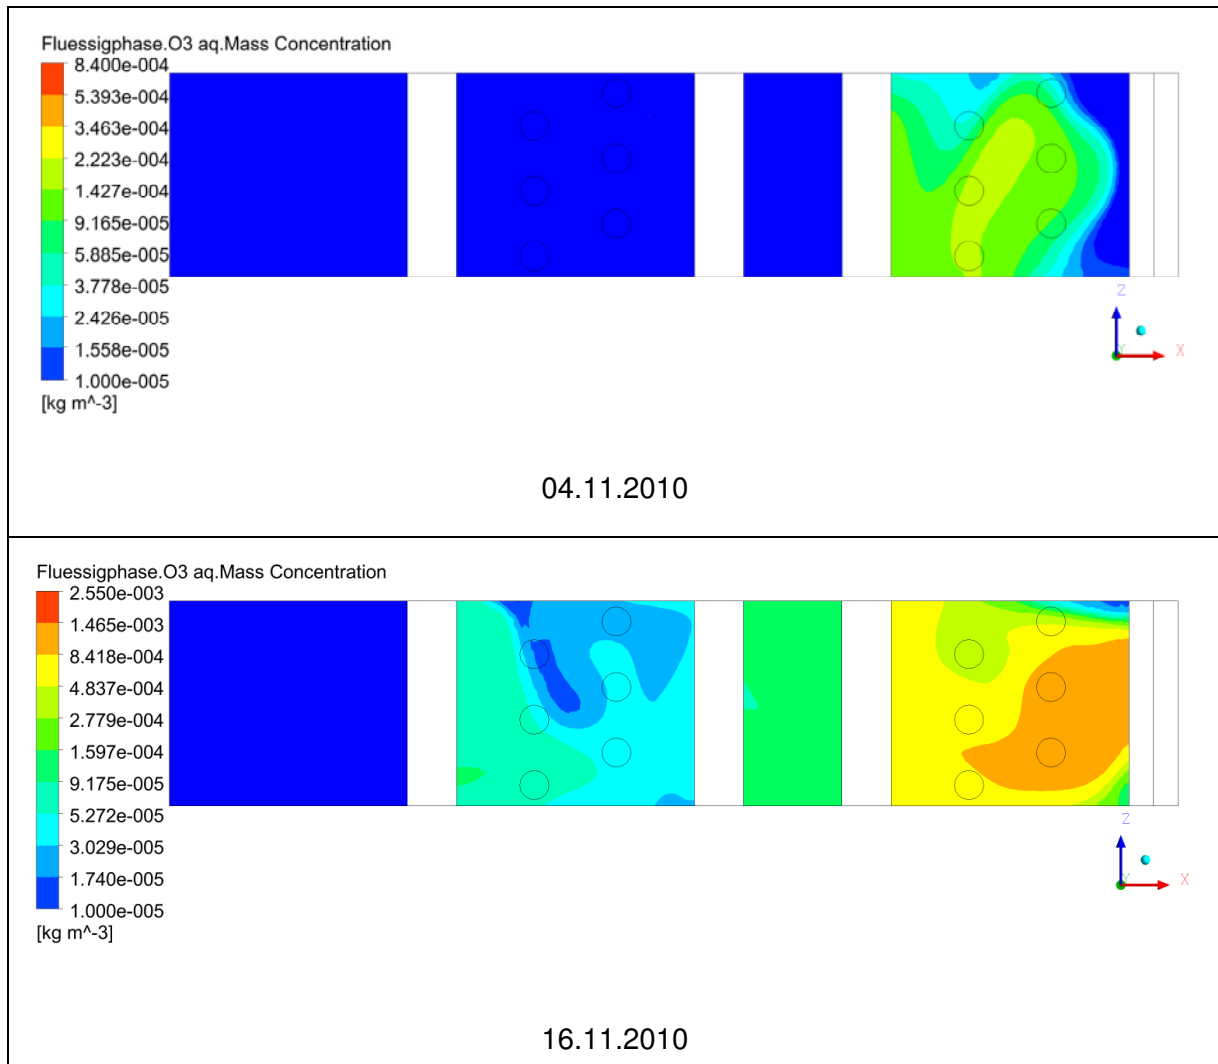 Fluessigphase.O3 aq.Mass Concentration
8.400e-004
5.393e-004
3.463e-004
2.223e-004
1.427e-004
9.165e-005
5.885e-005
3.778e-005
2.426e-005
1.558e-005
1.000e-005
[kg m^-3]
Z
Y
X
04.11.2010
Fluessigphase.O3 aq.Mass Concentration
2.550e-003
1.465e-003
8.418e-004
4.837e-004
2.779e-004
1.597e-004
9.175e-005
5.272e-005
3.029e-005
1.740e-005
1.000e-005
[kg m^-3]
Z
Y
X
16.11.2010